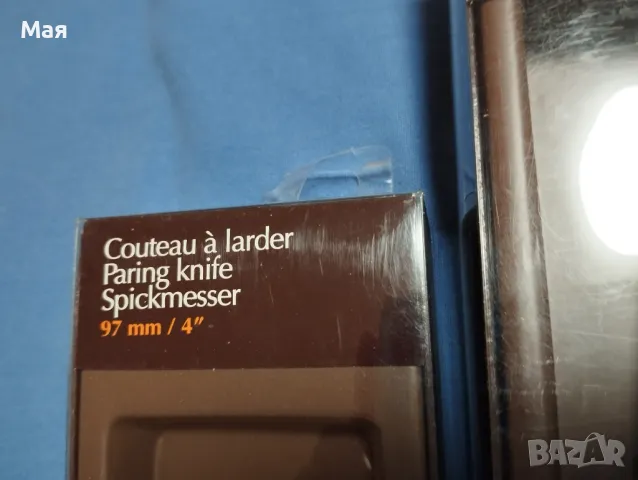 Мая
Couteau à larder
Paring knife
Spickmesser
97 mm / 4″
BAZAR